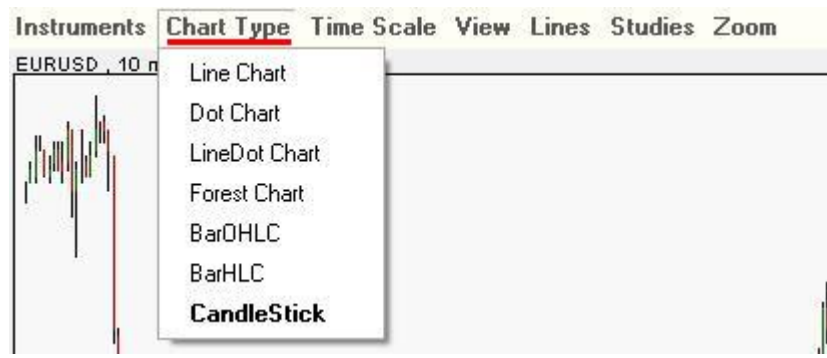 Instruments Chart Type Time Scale View Lines Studies Zoom
EURUSD , 10 m
Line Chart
Dot Chart
LineDot Chart
Forest Chart
BarOHLC
BarHLC
CandleStick